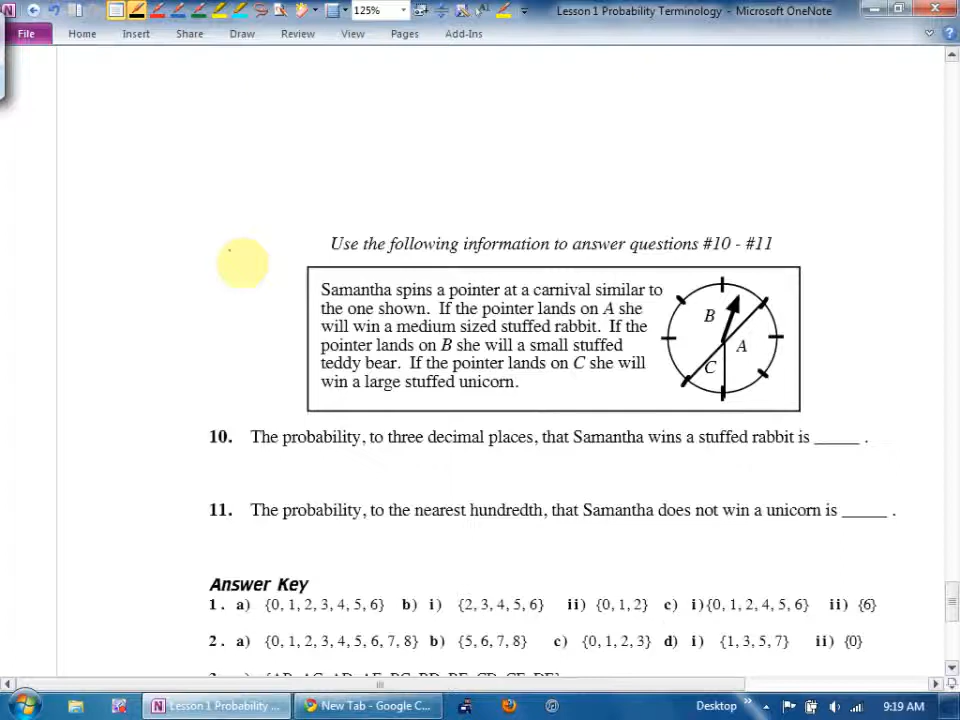 125%
Lesson 1 Probability Terminology - Microsoft OneNote
File Home Insert Share Draw Review View Pages Add-Ins
Use the following information to answer questions #10 - #11
Samantha spins a pointer at a carnival similar to
the one shown. If the pointer lands on A she
will win a medium sized stuffed rabbit. If the
pointer lands on B she will a small stuffed
teddy bear. If the pointer lands on C she will
win a large stuffed unicorn.
B
A
C
10. The probability, to three decimal places, that Samantha wins a stuffed rabbit is _____ .
11. The probability, to the nearest hundredth, that Samantha does not win a unicorn is _____ .
Answer Key
1. a) {0, 1, 2, 3, 4, 5, 6} b) i) {2, 3, 4, 5, 6} ii) {0, 1, 2} c) i){0, 1, 2, 4, 5, 6} ii) {6}
2. a) {0, 1, 2, 3, 4, 5, 6, 7, 8} b) {5, 6, 7, 8} c) {0, 1, 2, 3} d) i) {1, 3, 5, 7} ii) {0}
Lesson 1 Probability ... New Tab - Google C... Desktop 9:19 AM